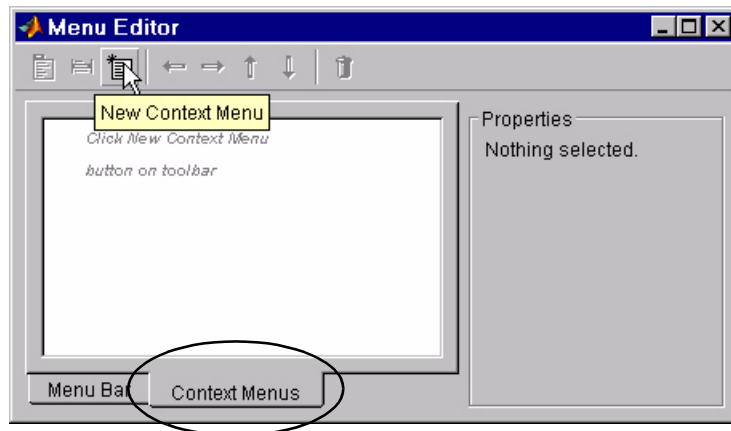 Menu Editor
New Context Menu
Click New Context Menu
button on toolbar
Properties
Nothing selected.
Menu Bar
Context Menus